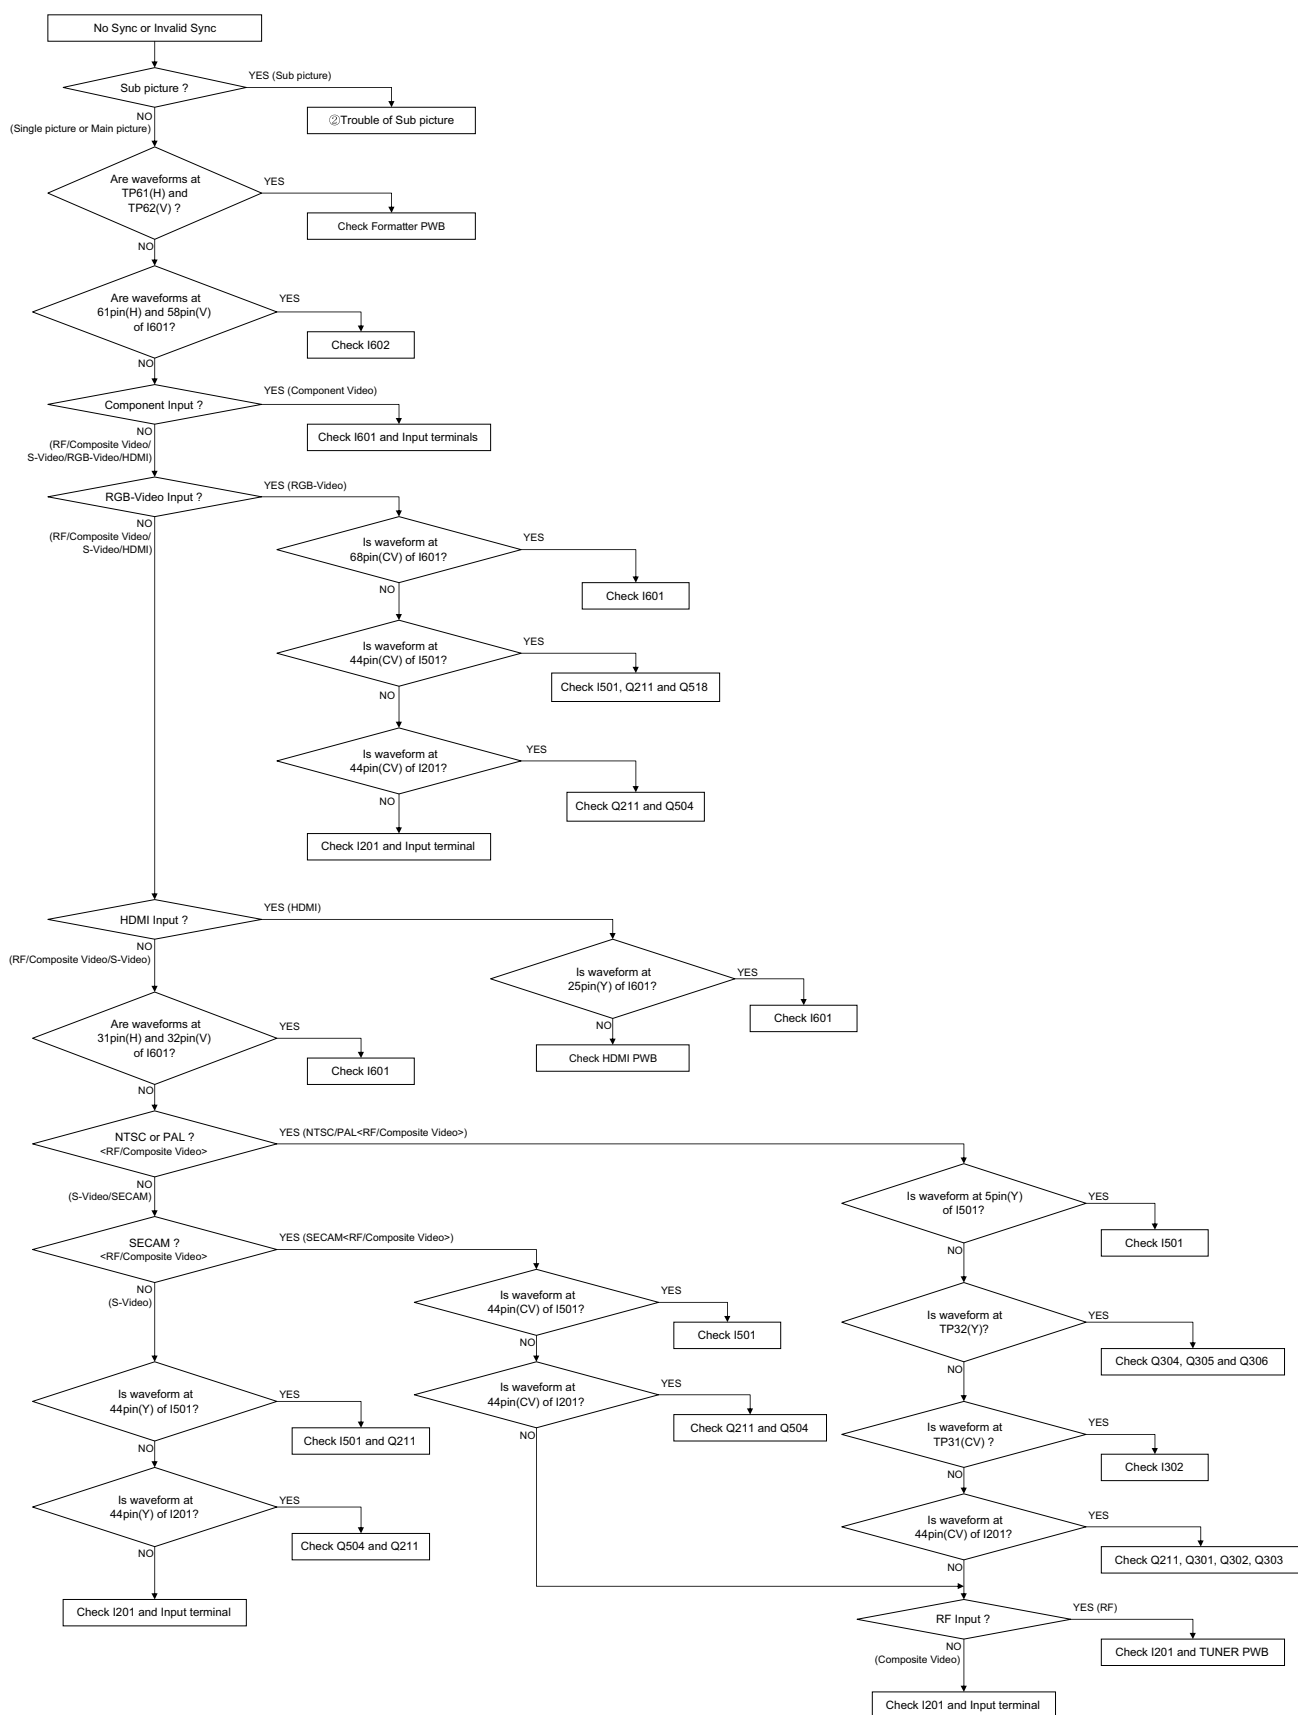 No Sync or Invalid Sync
Sub picture ?
YES (Sub picture)
②Trouble of Sub picture
NO
(Single picture or Main picture)
Are waveforms at
TP61(H) and
TP62(V) ?
YES
Check Formatter PWB
NO
Are waveforms at
61pin(H) and 58pin(V)
of I601?
YES
Check I602
NO
Component Input ?
YES (Component Video)
Check I601 and Input terminals
NO
(RF/Composite Video/
S-Video/RGB-Video/HDMI)
RGB-Video Input ?
YES (RGB-Video)
NO
(RF/Composite Video/
S-Video/HDMI)
Is waveform at
68pin(CV) of I601?
YES
Check I601
NO
Is waveform at
44pin(CV) of I501?
YES
Check I501, Q211 and Q518
NO
Is waveform at
44pin(CV) of I201?
YES
Check Q211 and Q504
NO
Check I201 and Input terminal
HDMI Input ?
YES (HDMI)
NO
(RF/Composite Video/S-Video)
Is waveform at
25pin(Y) of I601?
YES
Check I601
NO
Check HDMI PWB
Are waveforms at
31pin(H) and 32pin(V)
of I601?
YES
Check I601
NO
NTSC or PAL ?
<RF/Composite Video>
YES (NTSC/PAL<RF/Composite Video>)
NO
(S-Video/SECAM)
Is waveform at 5pin(Y)
of I501?
YES
Check I501
NO
SECAM ?
<RF/Composite Video>
YES (SECAM<RF/Composite Video>)
NO
(S-Video)
Is waveform at
44pin(CV) of I501?
YES
Check I501
NO
Is waveform at
TP32(Y)?
YES
Check Q304, Q305 and Q306
NO
Is waveform at
44pin(Y) of I501?
YES
Check I501 and Q211
NO
Is waveform at
44pin(CV) of I201?
YES
Check Q211 and Q504
NO
Is waveform at
TP31(CV) ?
YES
Check I302
NO
Is waveform at
44pin(Y) of I201?
YES
Check Q504 and Q211
NO
Check I201 and Input terminal
Is waveform at
44pin(CV) of I201?
YES
Check Q211, Q301, Q302, Q303
NO
RF Input ?
YES (RF)
Check I201 and TUNER PWB
NO
(Composite Video)
Check I201 and Input terminal